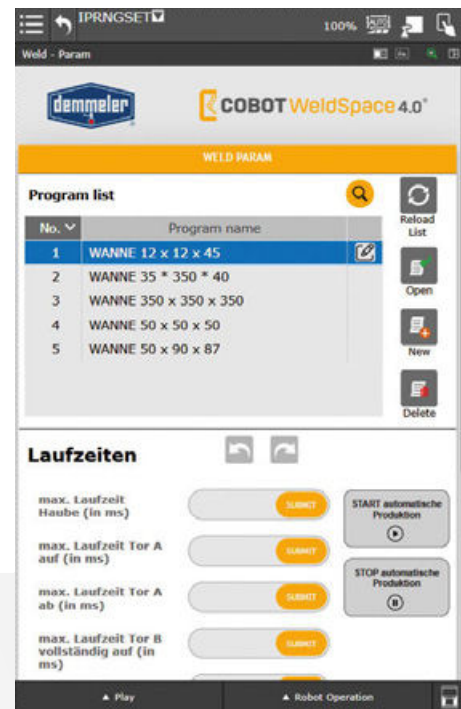 IPRNGSET
100%
Weld - Param
demmeler
COBOT WeldSpace 4.0°
WELD PARAM
Program list
Reload List
No. Program name
1 WANNE 12 x 12 x 45
2 WANNE 35 * 350 * 40
3 WANNE 350 x 350 x 350
4 WANNE 50 x 50 x 50
5 WANNE 50 x 90 x 87
Open
New
Delete
Laufzeiten
max. Laufzeit
Haube (in ms)
SUBMIT
START automatische
Produktion
max. Laufzeit Tor A
auf (in ms)
SUBMIT
STOP automatische
Produktion
max. Laufzeit Tor A
ab (in ms)
SUBMIT
max. Laufzeit Tor B
vollständig auf (in
ms)
SUBMIT
Play
Robot Operation